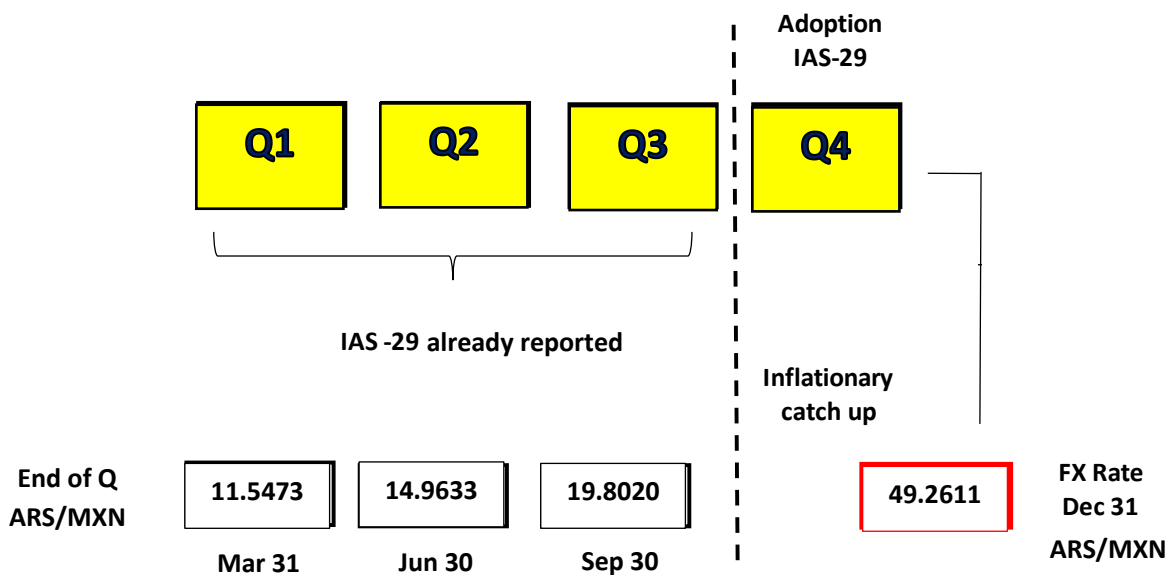 Adoption
IAS-29
Q1
Q2
Q3
Q4
IAS -29 already reported
Inflationary
catch up
End of Q
ARS/MXN
11.5473
14.9633
19.8020
49.2611
FX Rate
Dec 31
ARS/MXN
Mar 31
Jun 30
Sep 30